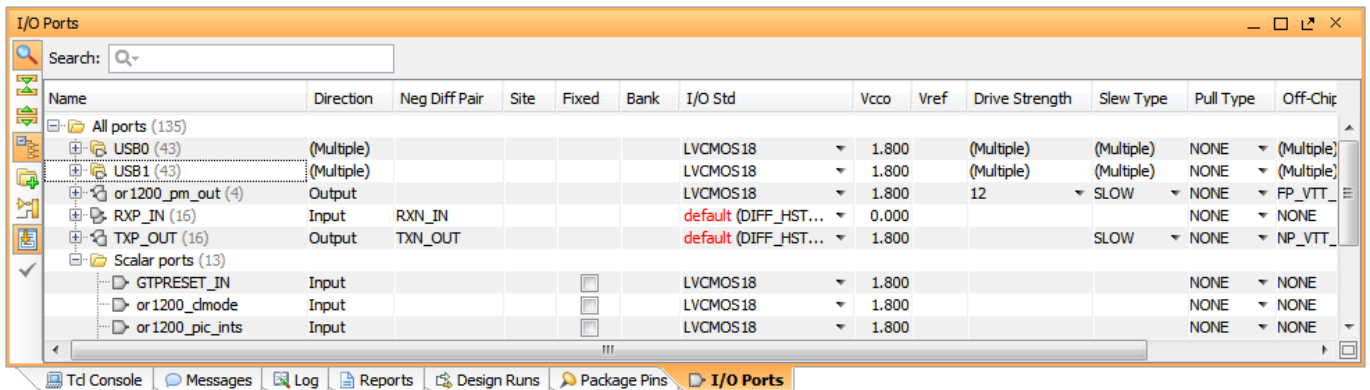 I/O Ports
Search:
Name Direction Neg Diff Pair Site Fixed Bank I/O Std Vcco Vref Drive Strength Slew Type Pull Type Off-Chip
All ports (135)
USB0 (43) (Multiple) LVCMOS18 1.800 (Multiple) (Multiple) NONE (Multiple)
USB1 (43) (Multiple) LVCMOS18 1.800 (Multiple) (Multiple) NONE (Multiple)
or1200_pm_out (4) Output LVCMOS18 1.800 12 SLOW NONE FP_VTT_
RXP_IN (16) Input RXN_IN default (DIFF_HST... 0.000 NONE NONE
TXP_OUT (16) Output TXN_OUT default (DIFF_HST... 1.800 SLOW NONE NP_VTT_
Scalar ports (13)
GTPRESET_IN Input LVCMOS18 1.800 NONE NONE
or1200_clmode Input LVCMOS18 1.800 NONE NONE
or1200_pic_ints Input LVCMOS18 1.800 NONE NONE
Tcl Console Messages Log Reports Design Runs Package Pins I/O Ports